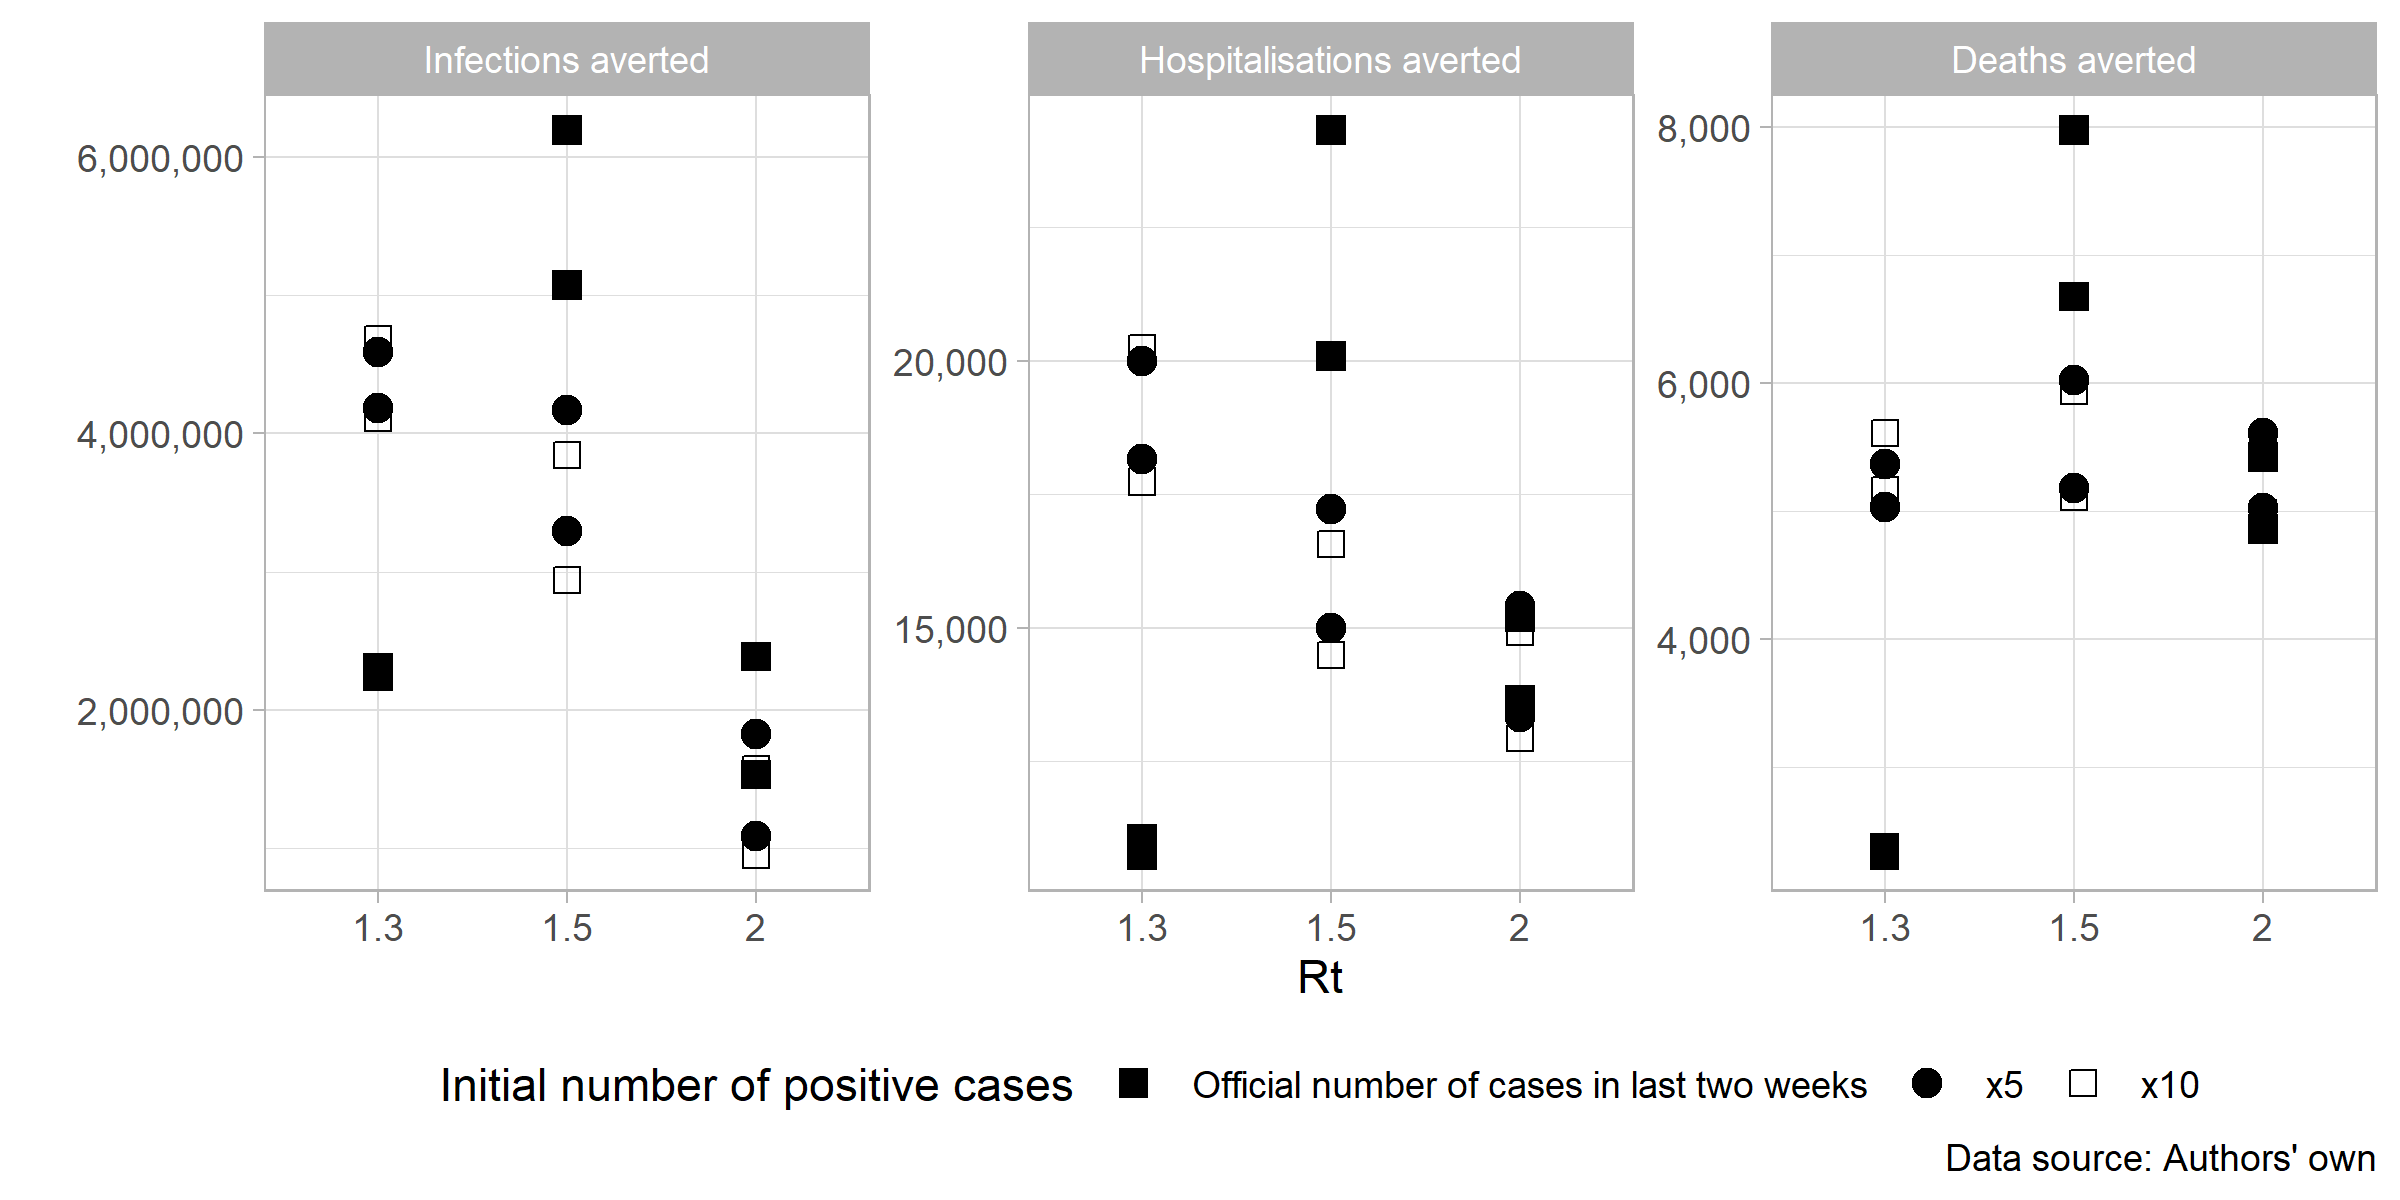 Infections averted
Hospitalisations averted
Deaths averted
6,000,000
4,000,000
2,000,000
20,000
15,000
8,000
6,000
4,000
1.3 1.5 2
1.3 1.5 2
1.3 1.5 2
Rt
Initial number of positive cases Official number of cases in last two weeks x5 x10
Data source: Authors' own